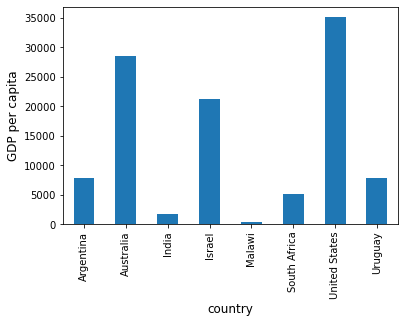 GDP per capita
35000
30000
25000
20000
15000
10000
5000
0
Argentina
Australia
India
Israel
Malawi
South Africa
United States
Uruguay
country